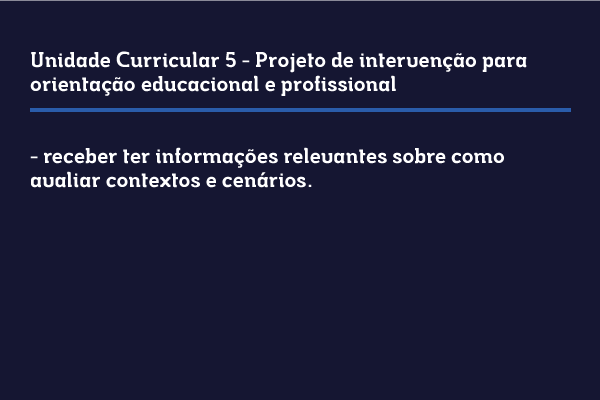 Unidade Curricular 5 - Projeto de intervenção para
orientação educacional e profissional
- receber ter informações relevantes sobre como
avaliar contextos e cenários.